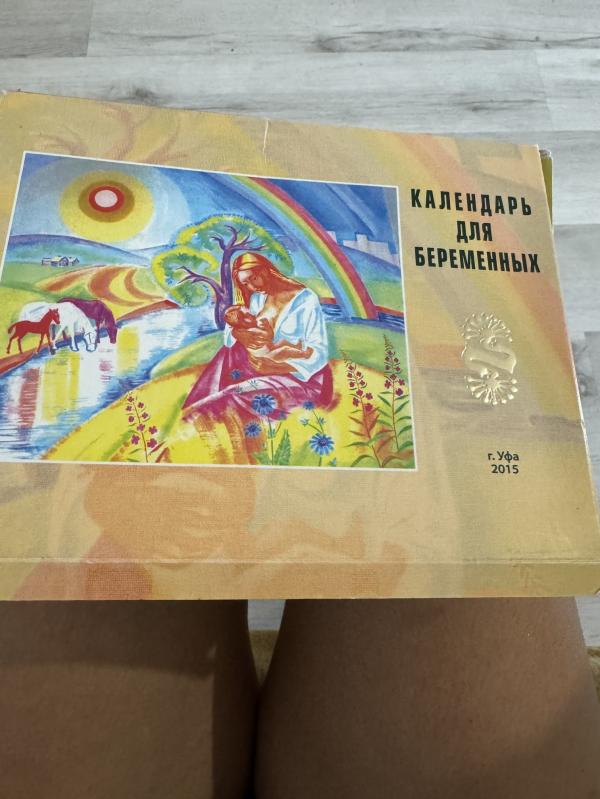 КАЛЕНДАРЬ
ДЛЯ
БЕРЕМЕННЫХ
г. Уфа
2015